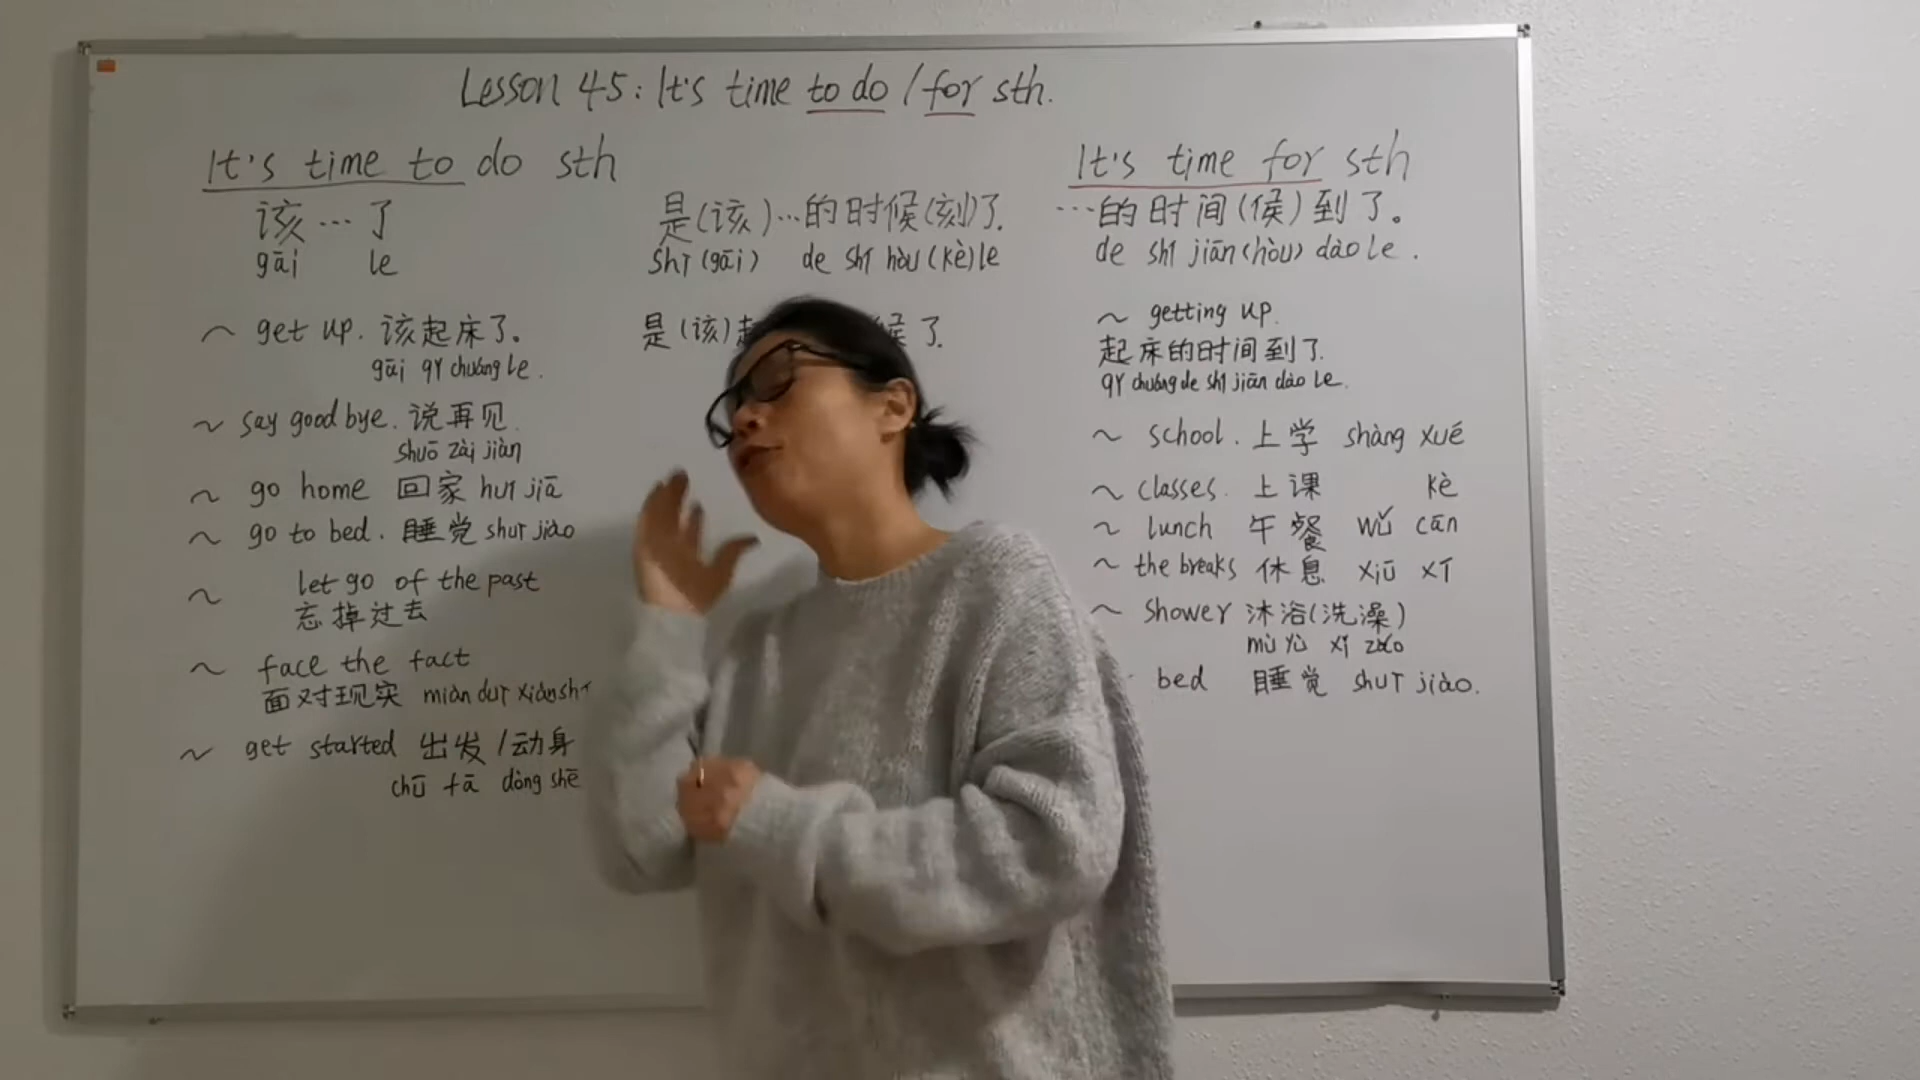 Lesson 45: It's time to do / for sth.
It's time to do sth
该…了
gāi le
~ get up. 该起床了。
gāi qǐ chuáng le.
~ say goodbye. 说再见.
shuō zài jiàn
~ go home 回家 huí jiā
~ go to bed. 睡觉 shuì jiào
~ let go of the past
忘掉过去
~ face the fact
面对现实 miàn duì xiàn shí
~ get started 出发/动身
chū fā dòng shē
是(该)…的时候(刻)了.
shì (gāi) de shí hòu (kè) le
是(该)起 候了.
It's time for sth
…的时间(候)到了。
de shí jiān (hòu) dào le.
~ getting up.
起床的时间到了.
qǐ chuáng de shí jiān dào le.
~ school. 上学 shàng xué
~ classes. 上课 kè
~ lunch 午餐 wǔ cān
~ the breaks 休息 xiū xī
~ shower 沐浴(洗澡)
mù yù xǐ zǎo
bed 睡觉 shuì jiào.